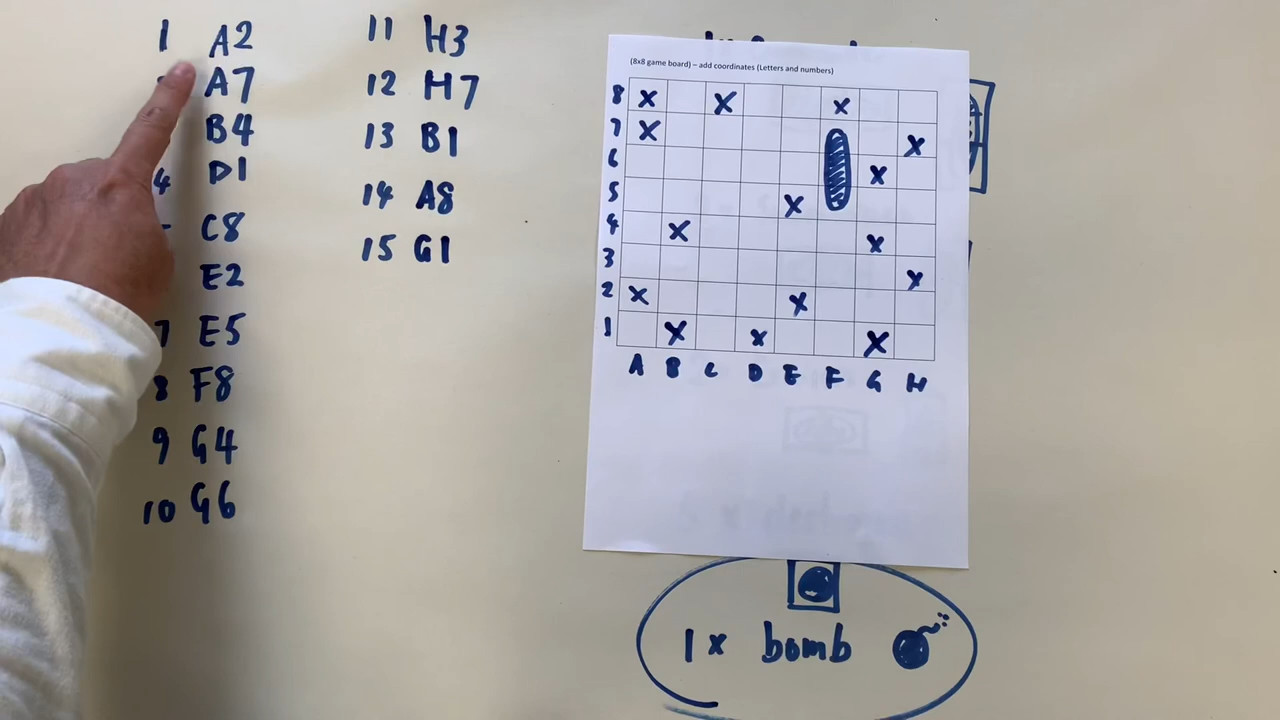 1 A2
A7
B4
4 D1
C8
E2
7 E5
8 F8
9 G4
10 G6
11 H3
12 H7
13 B1
14 A8
15 G1
(8x8 game board) – add coordinates (Letters and numbers)
8 X X X
7 X X
6 X
5 X
4 X X
3 X
2 X X
1 X X X
A B C D E F G H
1x bomb